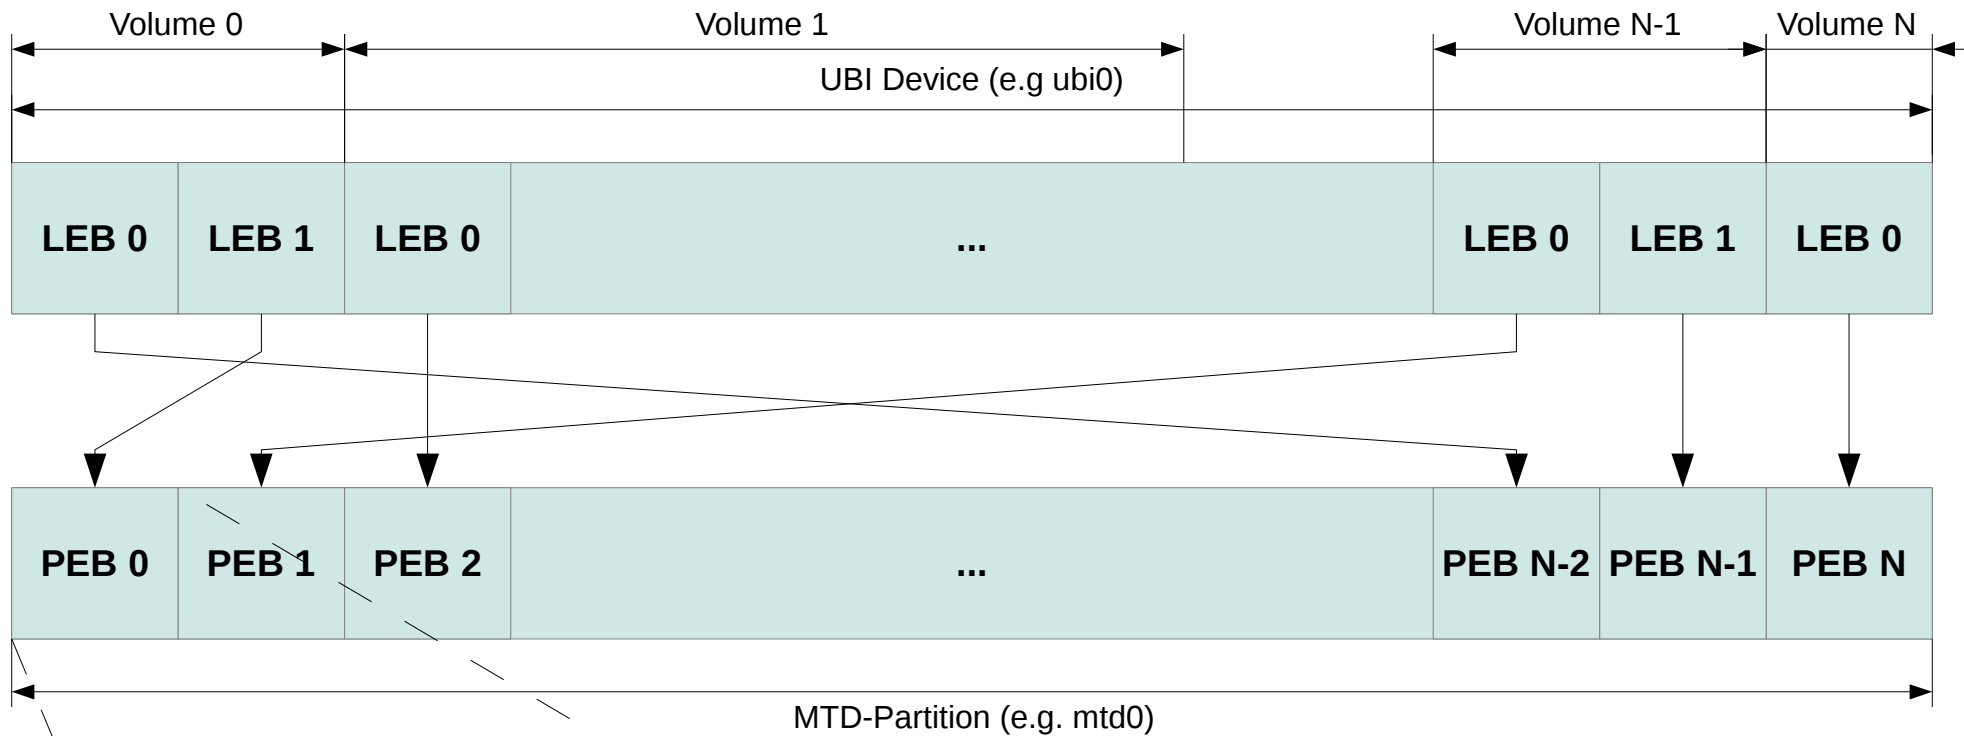 Volume 0 Volume 1 Volume N-1 Volume N
UBI Device (e.g ubi0)
LEB 0 LEB 1 LEB 0 ... LEB 0 LEB 1 LEB 0
PEB 0 PEB 1 PEB 2 ... PEB N-2 PEB N-1 PEB N
MTD-Partition (e.g. mtd0)